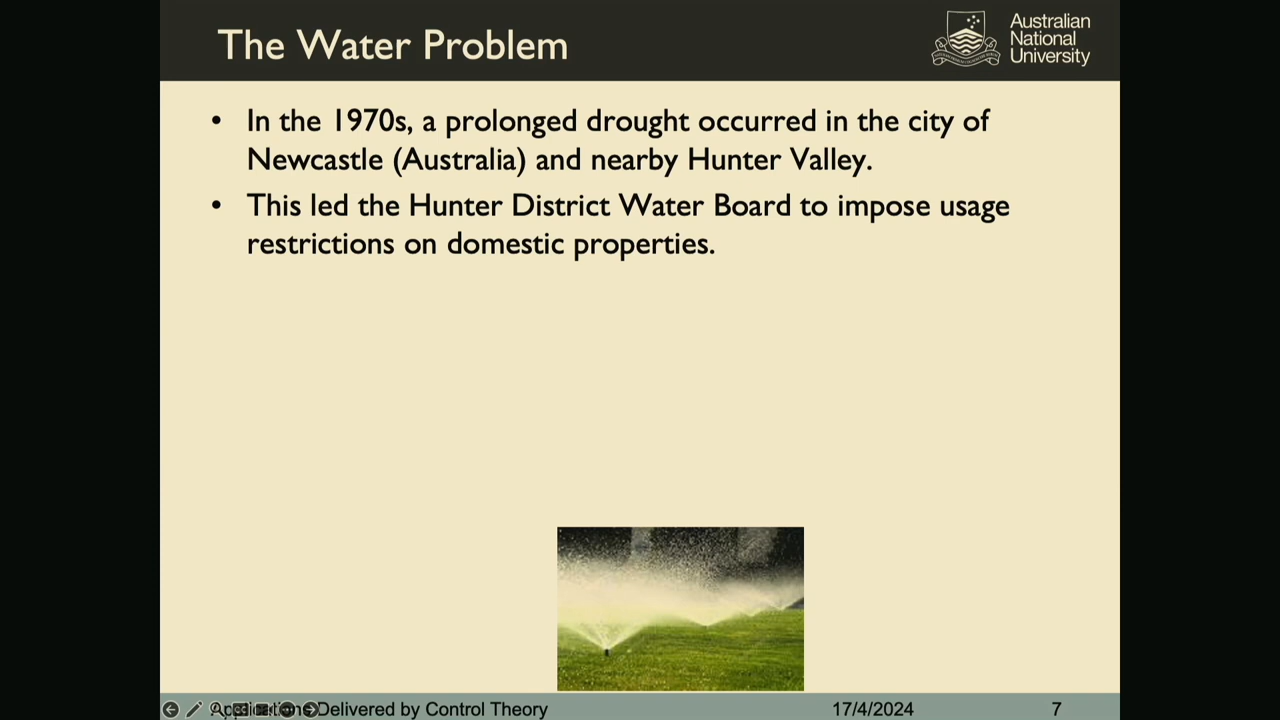 The Water Problem
Australian
National
University
• In the 1970s, a prolonged drought occurred in the city of
Newcastle (Australia) and nearby Hunter Valley.
• This led the Hunter District Water Board to impose usage
restrictions on domestic properties.
Applications Delivered by Control Theory
17/4/2024
7